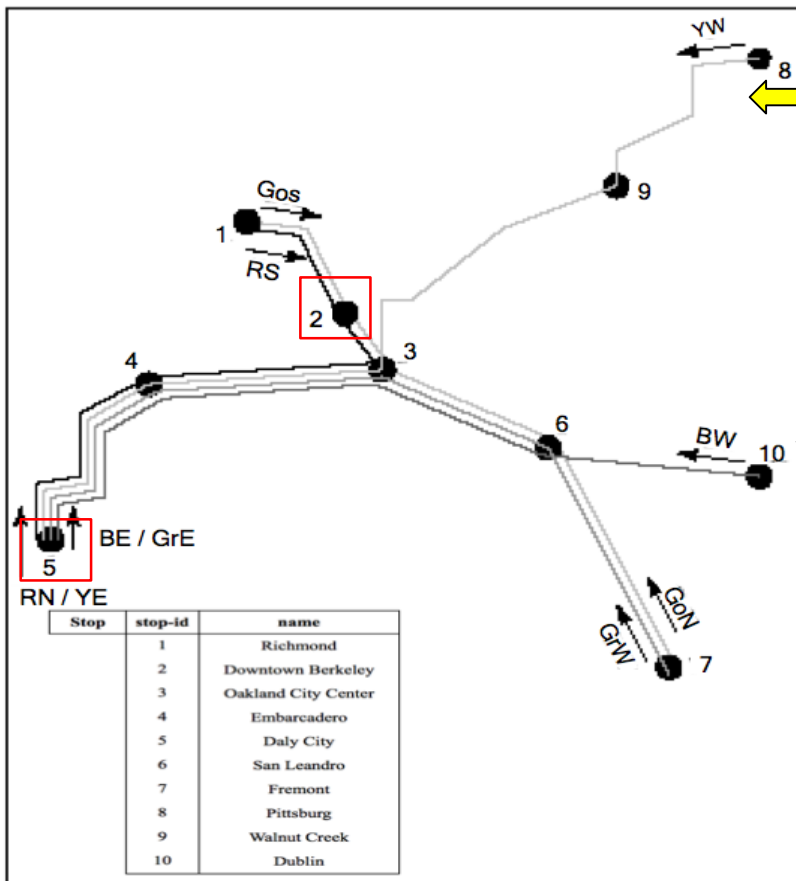 YW
8
9
Gos
1
RS
2
3
4
6
BW
10
BE / GrE
5
RN / YE
GoN
GrW
7
Stop stop-id name
1 Richmond
2 Downtown Berkeley
3 Oakland City Center
4 Embarcadero
5 Daly City
6 San Leandro
7 Fremont
8 Pittsburg
9 Walnut Creek
10 Dublin